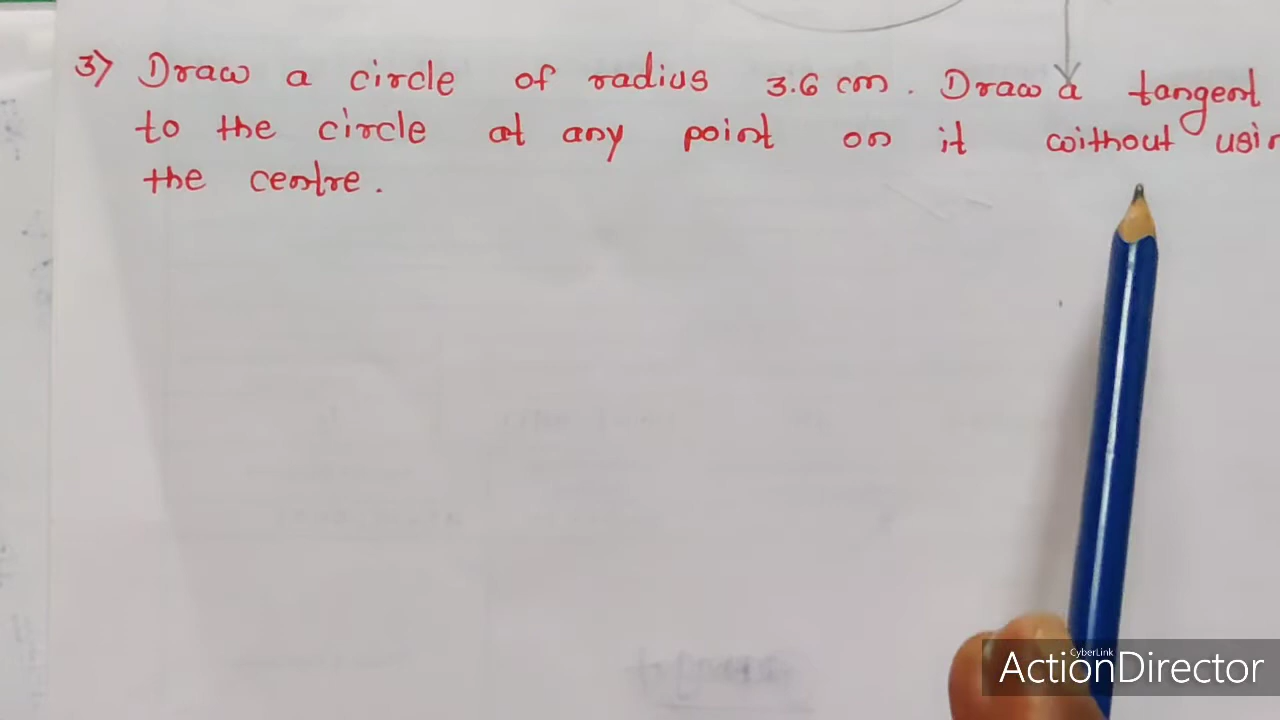 3) Draw a circle of radius 3.6 cm. Draw a tangent
to the circle at any point on it without usin
the centre.
CyberLink
ActionDirector